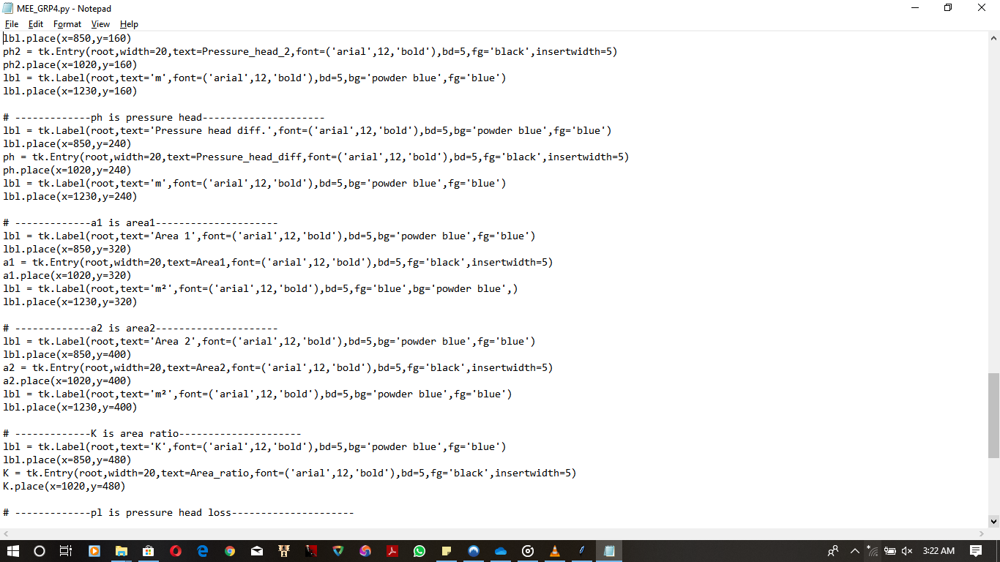 MEE_GRP4.py - Notepad
File Edit Format View Help
lbl.place(x=850,y=160)
ph2 = tk.Entry(root,width=20,text=Pressure_head_2,font=('arial',12,'bold'),bd=5,fg='black',insertwidth=5)
ph2.place(x=1020,y=160)
lbl = tk.Label(root,text='m',font=('arial',12,'bold'),bd=5,bg='powder blue',fg='blue')
lbl.place(x=1230,y=160)
# -------------ph is pressure head---------------------
lbl = tk.Label(root,text='Pressure head diff.',font=('arial',12,'bold'),bd=5,bg='powder blue',fg='blue')
lbl.place(x=850,y=240)
ph = tk.Entry(root,width=20,text=Pressure_head_diff,font=('arial',12,'bold'),bd=5,fg='black',insertwidth=5)
ph.place(x=1020,y=240)
lbl = tk.Label(root,text='m',font=('arial',12,'bold'),bd=5,bg='powder blue',fg='blue')
lbl.place(x=1230,y=240)
# -------------a1 is area1---------------------
lbl = tk.Label(root,text='Area 1',font=('arial',12,'bold'),bd=5,bg='powder blue',fg='blue')
lbl.place(x=850,y=320)
a1 = tk.Entry(root,width=20,text=Area1,font=('arial',12,'bold'),bd=5,fg='black',insertwidth=5)
a1.place(x=1020,y=320)
lbl = tk.Label(root,text='m²',font=('arial',12,'bold'),bd=5,fg='blue',bg='powder blue',)
lbl.place(x=1230,y=320)
# -------------a2 is area2---------------------
lbl = tk.Label(root,text='Area 2',font=('arial',12,'bold'),bd=5,bg='powder blue',fg='blue')
lbl.place(x=850,y=400)
a2 = tk.Entry(root,width=20,text=Area2,font=('arial',12,'bold'),bd=5,fg='black',insertwidth=5)
a2.place(x=1020,y=400)
lbl = tk.Label(root,text='m²',font=('arial',12,'bold'),bd=5,bg='powder blue',fg='blue')
lbl.place(x=1230,y=400)
# -------------K is area ratio---------------------
lbl = tk.Label(root,text='K',font=('arial',12,'bold'),bd=5,bg='powder blue',fg='blue')
lbl.place(x=850,y=480)
K = tk.Entry(root,width=20,text=Area_ratio,font=('arial',12,'bold'),bd=5,fg='black',insertwidth=5)
K.place(x=1020,y=480)
# -------------pl is pressure head loss---------------------
3:22 AM